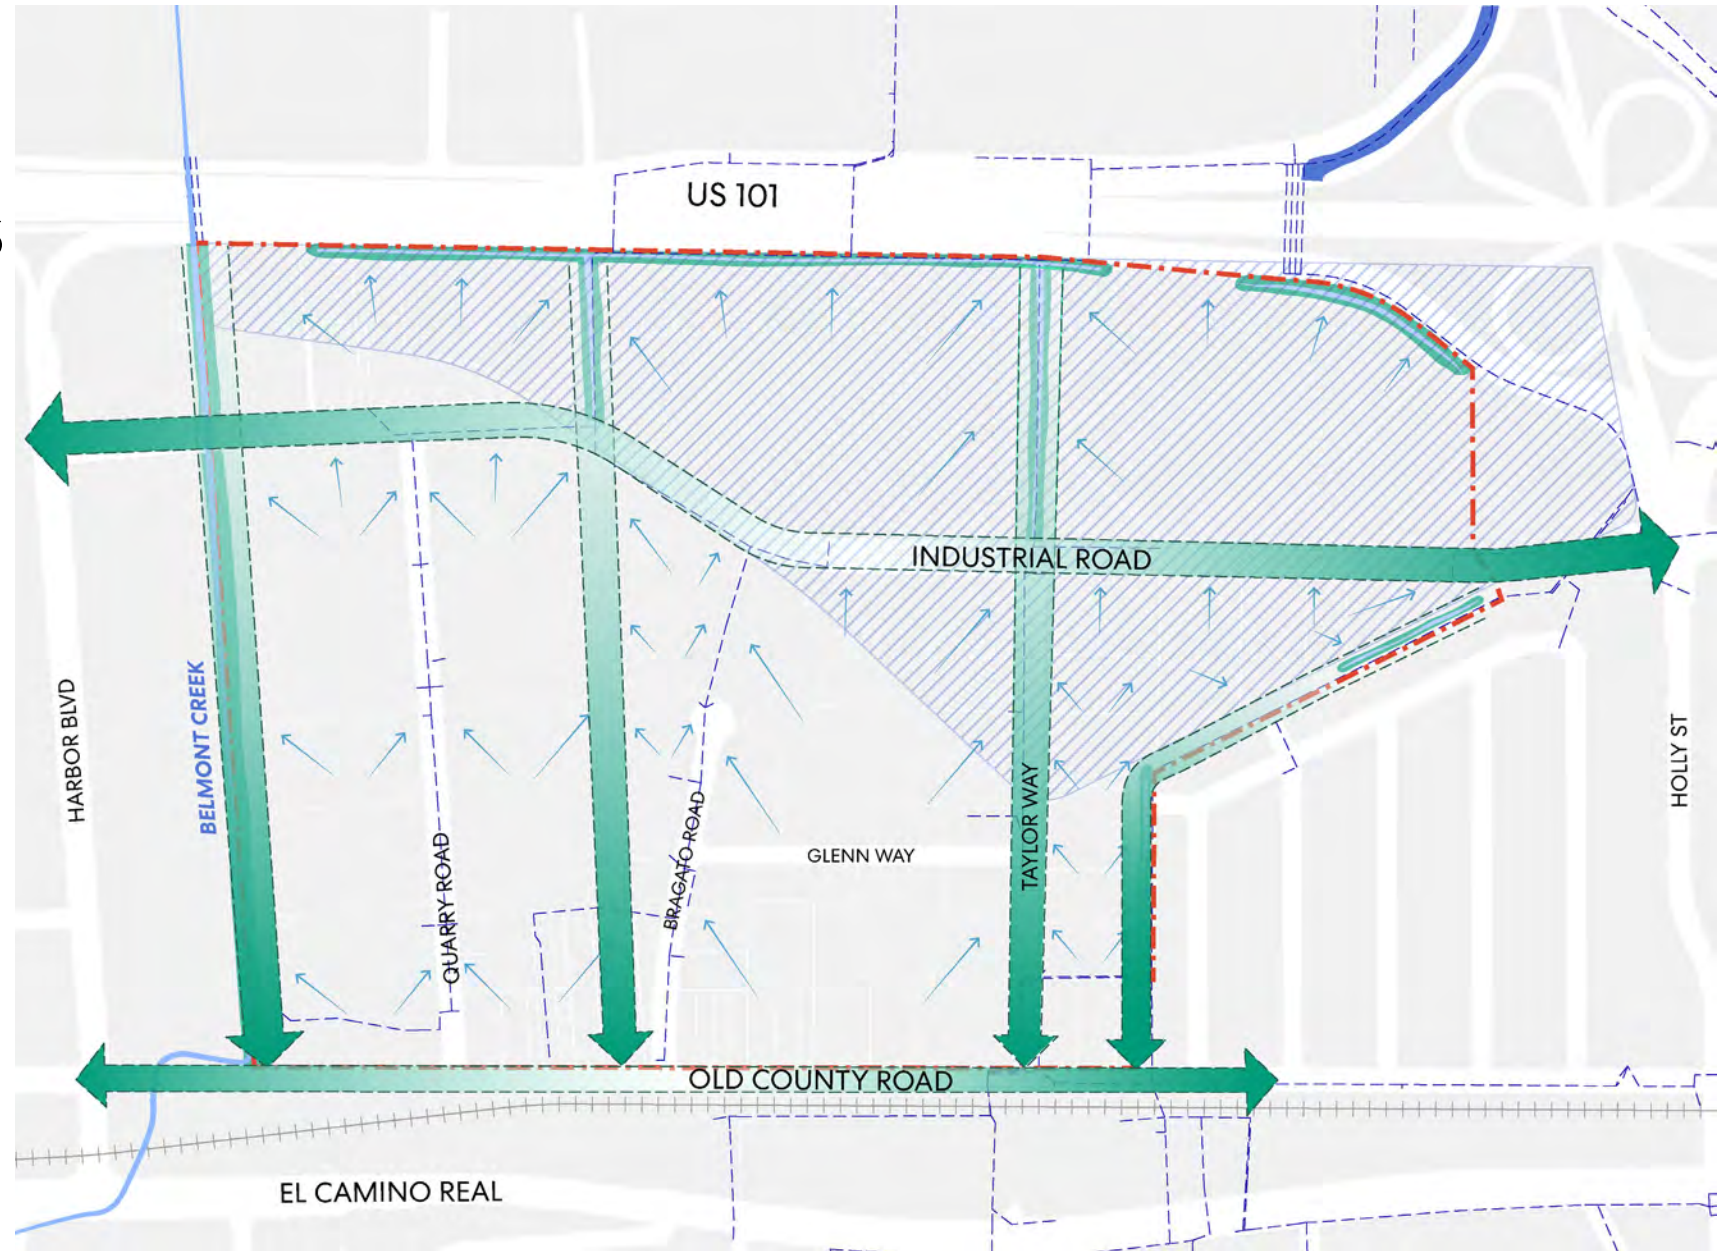 US 101
INDUSTRIAL ROAD
HARBOR BLVD
BELMONT CREEK
QUARRY ROAD
BRAGATO ROAD
GLENN WAY
TAYLOR WAY
HOLLY ST
OLD COUNTY ROAD
EL CAMINO REAL